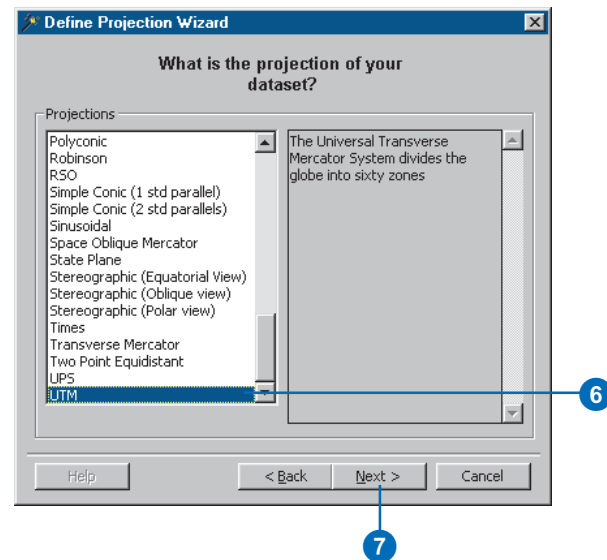 Define Projection Wizard
What is the projection of your
dataset?
Projections
Polyconic
Robinson
RSO
Simple Conic (1 std parallel)
Simple Conic (2 std parallels)
Sinusoidal
Space Oblique Mercator
State Plane
Stereographic (Equatorial View)
Stereographic (Oblique view)
Stereographic (Polar view)
Times
Transverse Mercator
Two Point Equidistant
UPS
UTM
The Universal Transverse
Mercator System divides the
globe into sixty zones
6
Help
< Back
Next >
Cancel
7